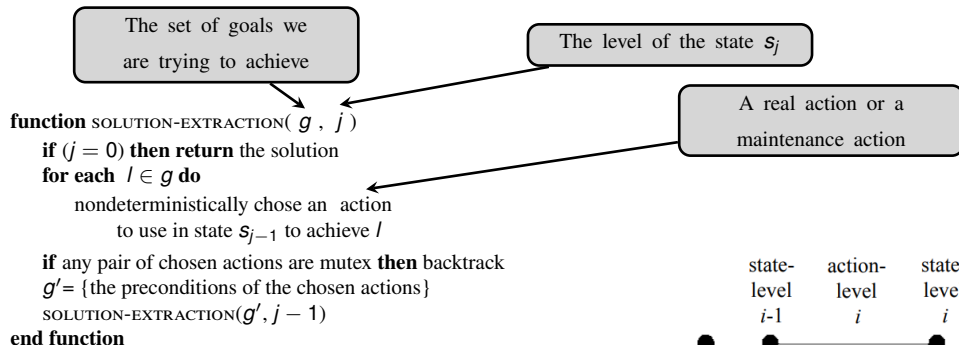 The set of goals we
are trying to achieve
The level of the state s_j
A real action or a
maintenance action
function SOLUTION-EXTRACTION( g , j )
if (j = 0) then return the solution
for each l ∈ g do
nondeterministically chose an action
to use in state s_{j−1} to achieve l
if any pair of chosen actions are mutex then backtrack
g′= {the preconditions of the chosen actions}
SOLUTION-EXTRACTION(g′, j − 1)
end function
state- action- state
level level leve
i-1 i i